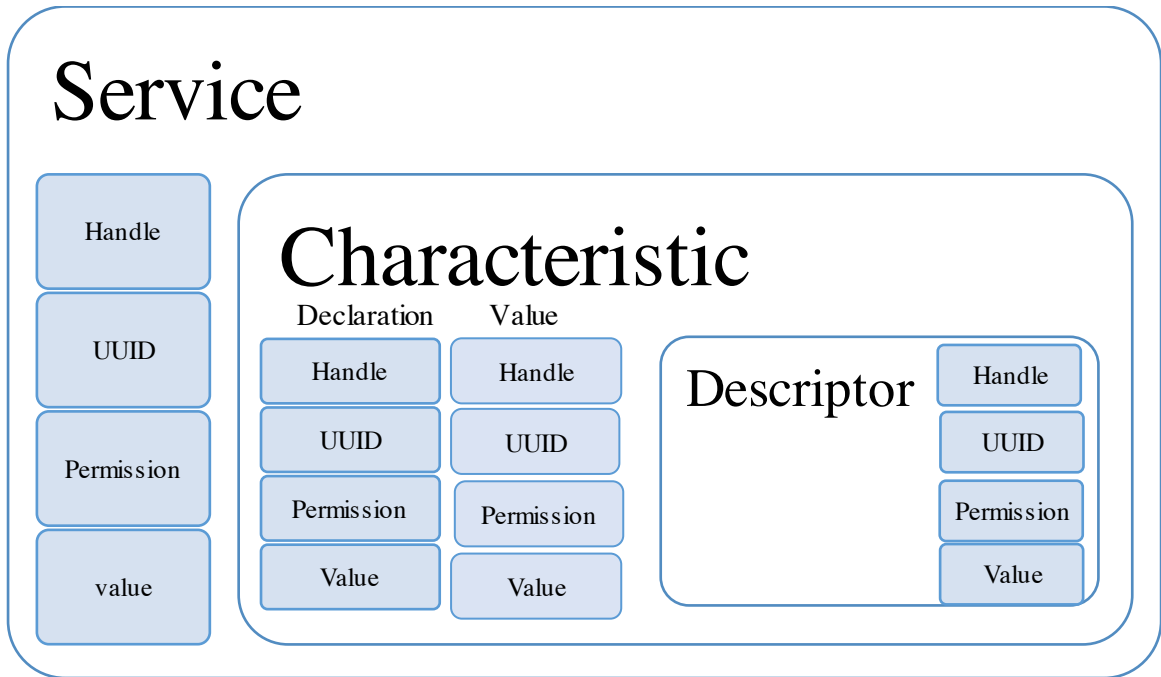 Service
Handle
UUID
Permission
value
Characteristic
Declaration
Handle
UUID
Permission
Value
Value
Handle
UUID
Permission
Value
Descriptor
Handle
UUID
Permission
Value